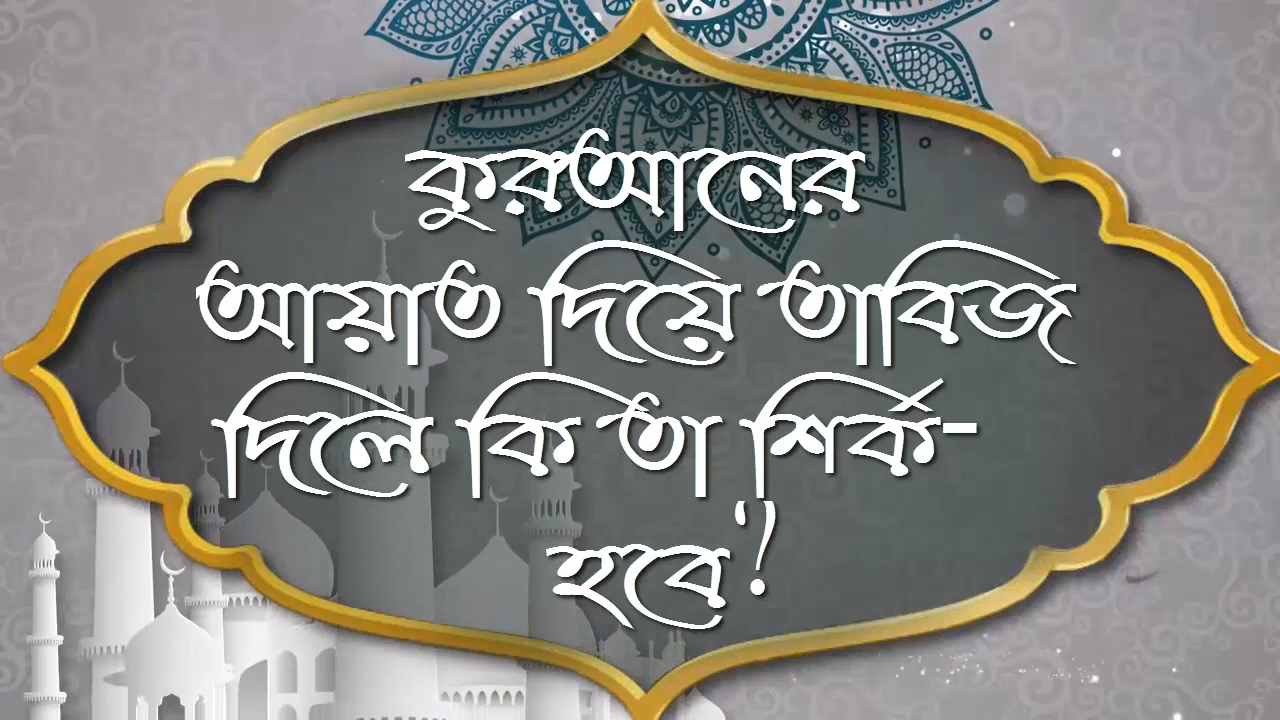 কুরআনের
আয়াত দিয়ে তাবিজ
দিলে কি তা শির্ক-
হবে?